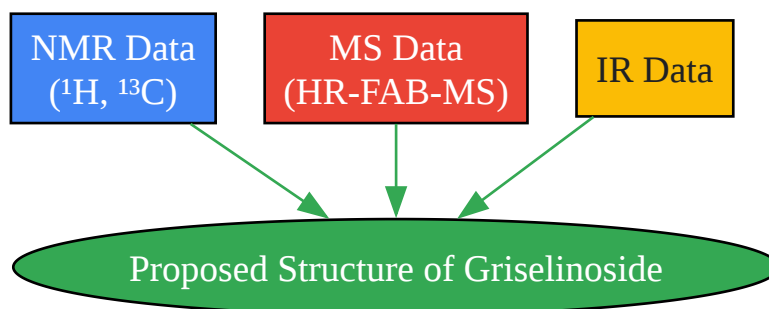 NMR Data
(¹H, ¹³C)
MS Data
(HR-FAB-MS)
IR Data
Proposed Structure of Griselinoside